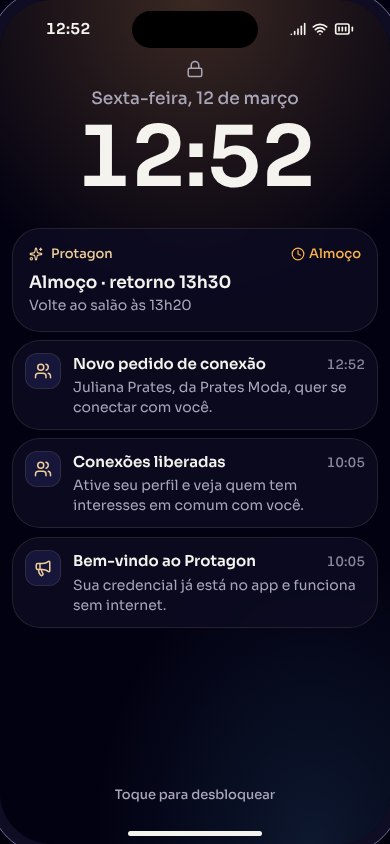 12:52
Sexta-feira, 12 de março
12:52
Protagon
Almoço
Almoço · retorno 13h30
Volte ao salão às 13h20
Novo pedido de conexão
12:52
Juliana Prates, da Prates Moda, quer se
conectar com você.
Conexões liberadas
10:05
Ative seu perfil e veja quem tem
interesses em comum com você.
Bem-vindo ao Protagon
10:05
Sua credencial já está no app e funciona
sem internet.
Toque para desbloquear